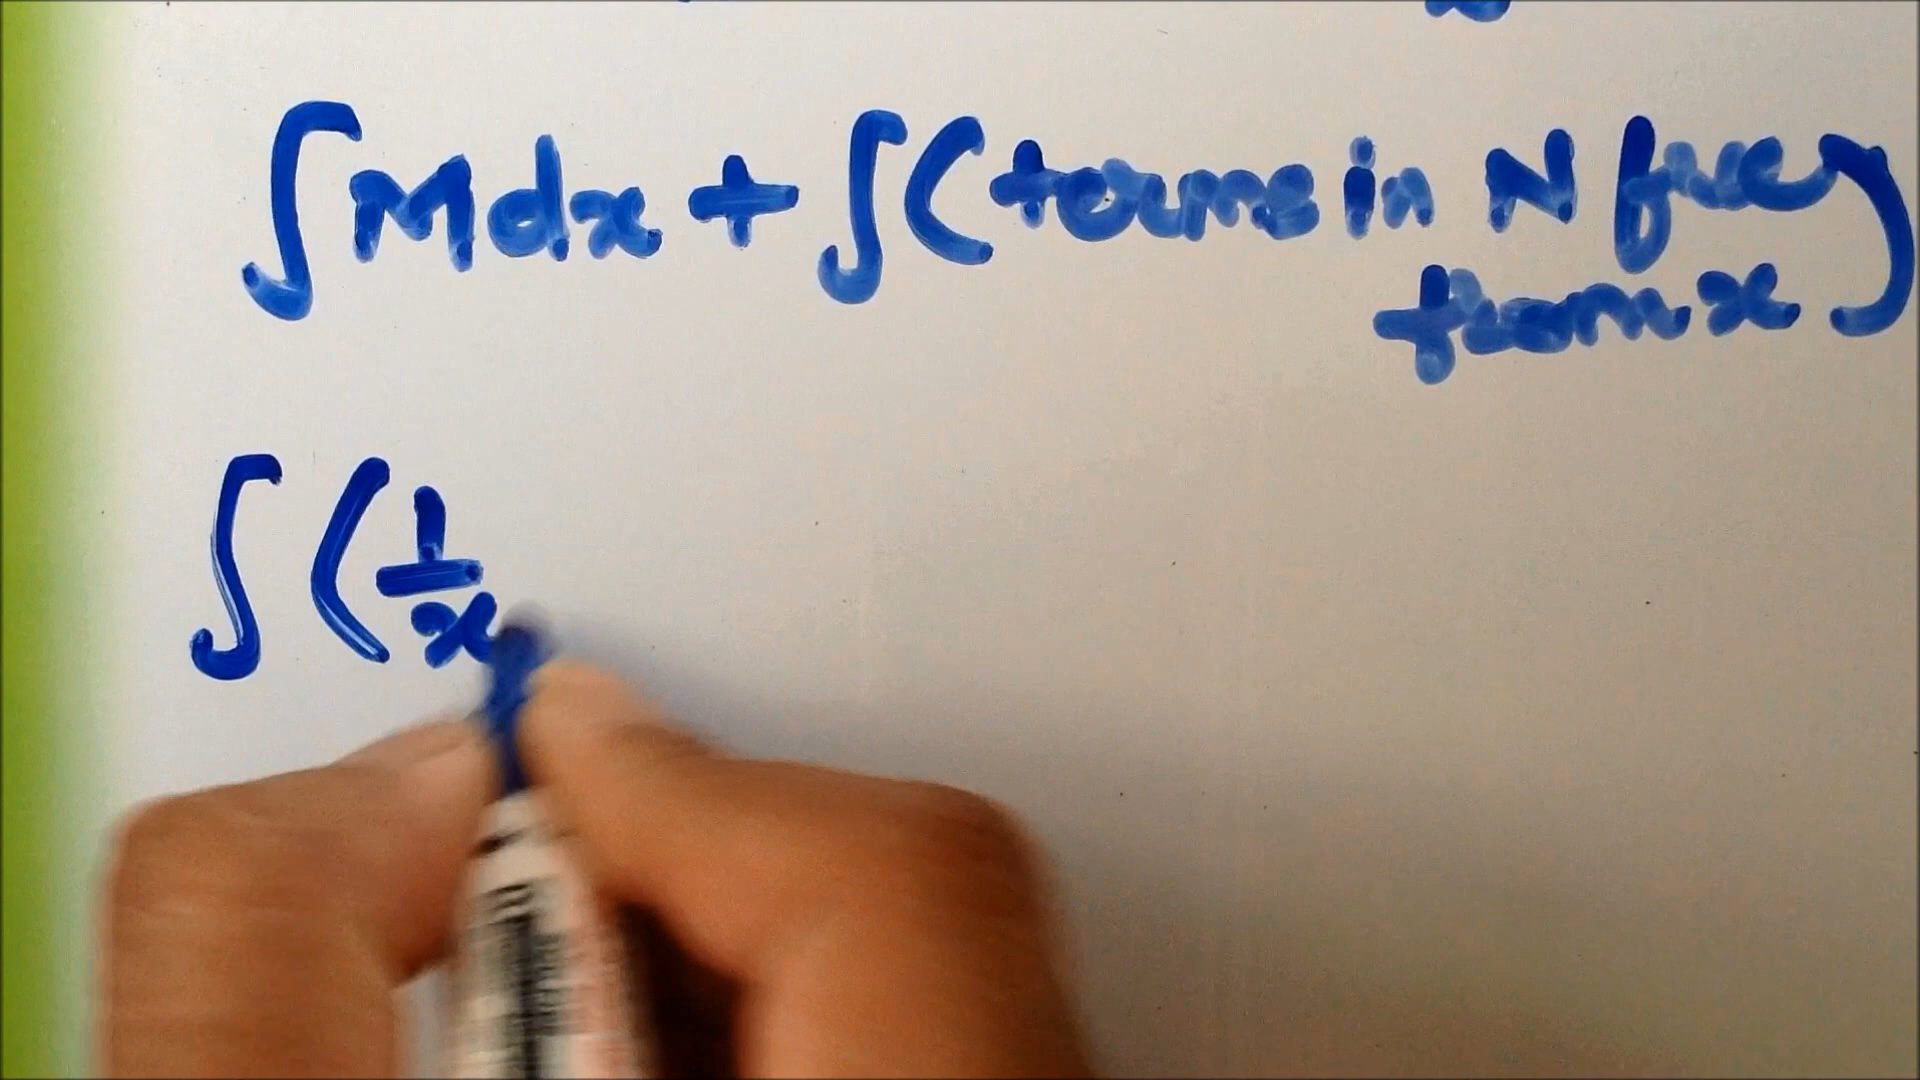 ∫Mdx + ∫(terms in N free
from x)
∫(1/x